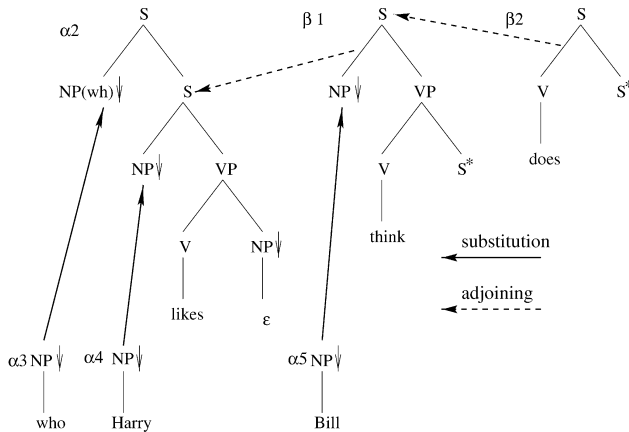 α2 S β1 S β2 S
NP(wh)↓ S NP↓ VP V S*
NP↓ VP V S* does
V NP↓ think substitution
likes ε adjoining
α3 NP↓ α4 NP↓ α5 NP↓
who Harry Bill